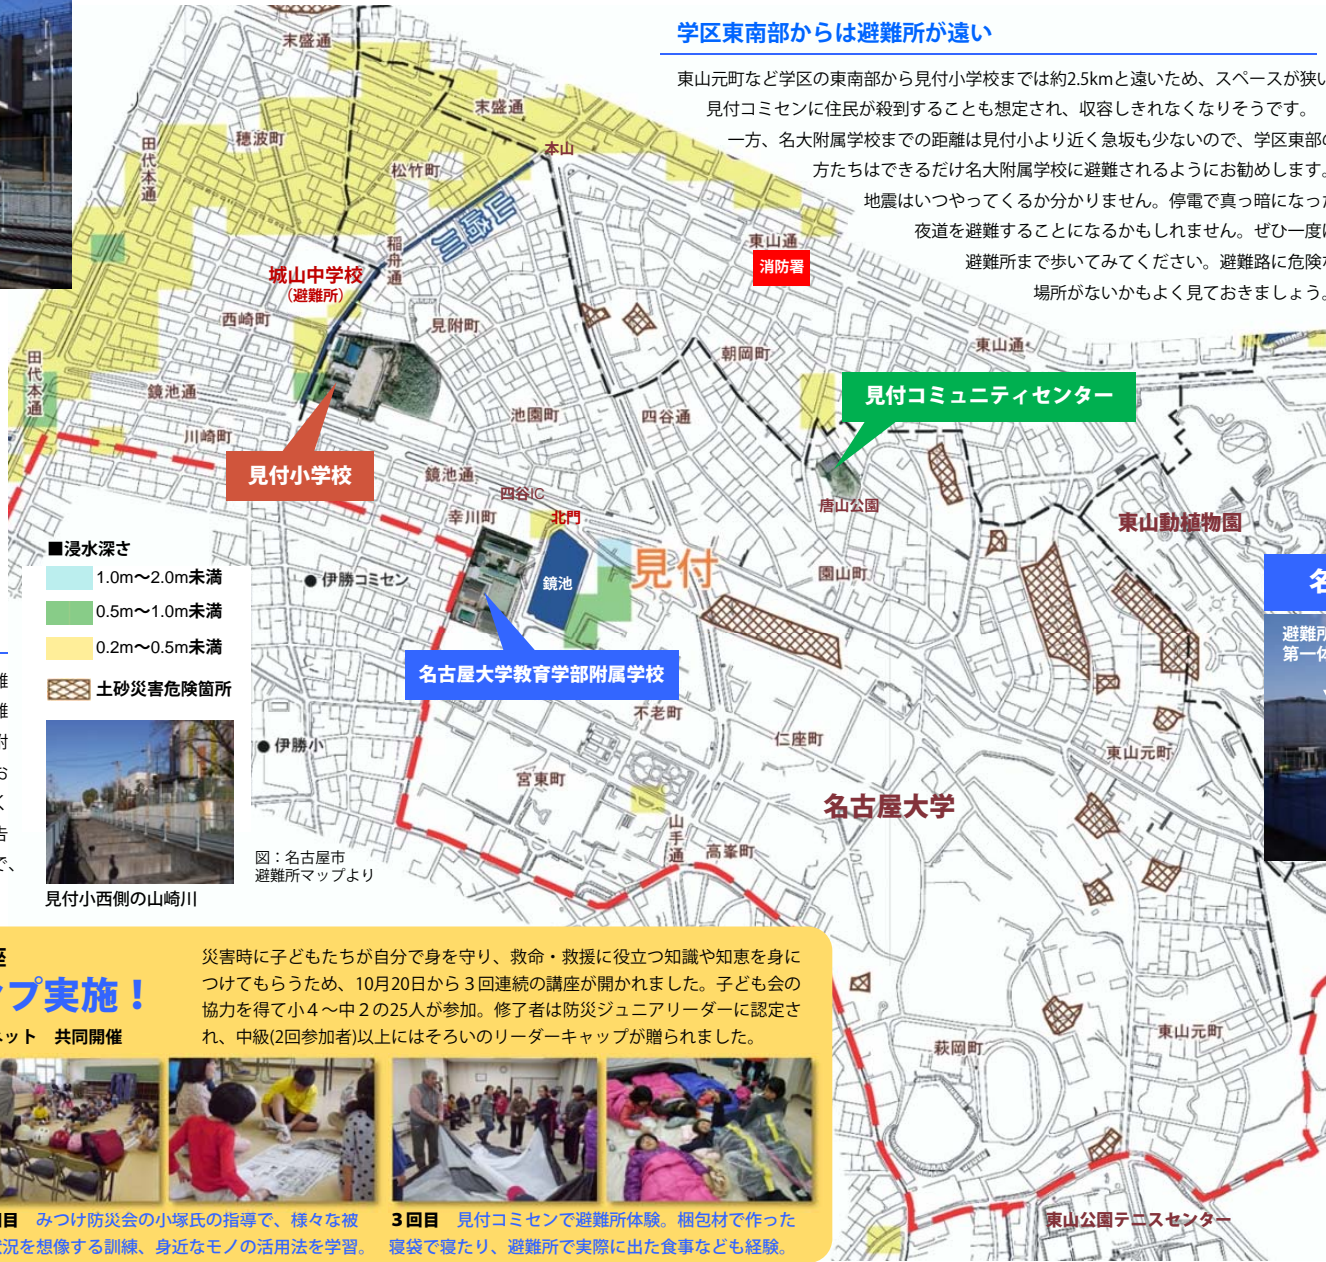 学区東南部からは避難所が遠い
東山元町など学区の東南部から見付小学校までは約2.5kmと遠いため、スペースが狭い
見付コミセンに住民が殺到することも想定され、収容しきれなくなりそうです。
一方、名大附属学校までの距離は見付小より近く急坂も少ないので、学区東部の
方たちはできるだけ名大附属学校に避難されるようにお勧めします。
地震はいつやってくるか分かりません。停電で真っ暗になった
夜道を避難することになるかもしれません。ぜひ一度は
避難所まで歩いてみてください。避難路に危険な
場所がないかもよく見ておきましょう。
末盛通
末盛通
田代本通
穂波町
松竹町
本山
山崎川
稲舟通
東山通
消防署
城山中学校
(避難所)
西崎町
見附町
朝岡町
東山通
田代本通
鏡池通
見付コミュニティセンター
池園町
四谷通
川崎町
見付小学校
鏡池通
四谷IC
唐山公園
幸川町
北門
東山動植物園
■浸水深さ
1.0m〜2.0m未満
0.5m〜1.0m未満
0.2m〜0.5m未満
土砂災害危険箇所
伊勝コミセン
鏡池
見付
園山町
名
避難所
第一体
名古屋大学教育学部附属学校
不老町
仁座町
伊勝小
宮東町
東山元町
名古屋大学
山手通
高峯町
難
難
付
お
く
告
で、
図：名古屋市
避難所マップより
見付小西側の山崎川
座
プ実施！
ネット 共同開催
災害時に子どもたちが自分で身を守り、救命・救援に役立つ知識や知恵を身に
つけてもらうため、10月20日から３回連続の講座が開かれました。子ども会の
協力を得て小４～中２の25人が参加。修了者は防災ジュニアリーダーに認定さ
れ、中級(2回参加者)以上にはそろいのリーダーキャップが贈られました。
萩岡町
東山元町
回目 みつけ防災会の小塚氏の指導で、様々な被
状況を想像する訓練、身近なモノの活用法を学習。
３回目 見付コミセンで避難所体験。梱包材で作った
寝袋で寝たり、避難所で実際に出た食事なども経験。
東山公園テニスセンター